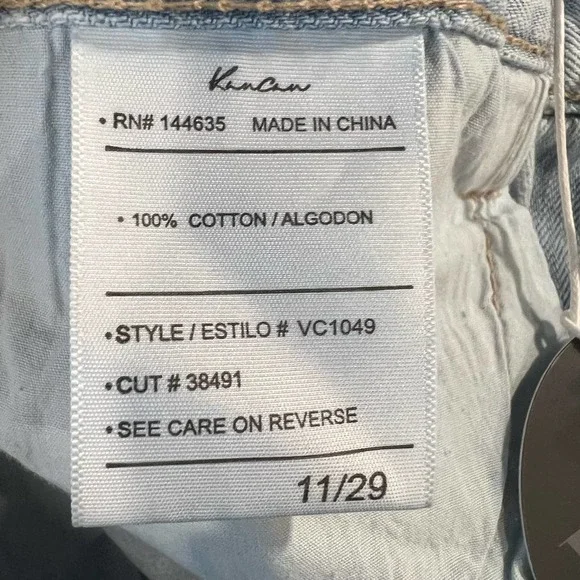 Kancan
• RN# 144635 MADE IN CHINA
• 100% COTTON / ALGODON
• STYLE / ESTILO # VC1049
• CUT # 38491
• SEE CARE ON REVERSE
11/29